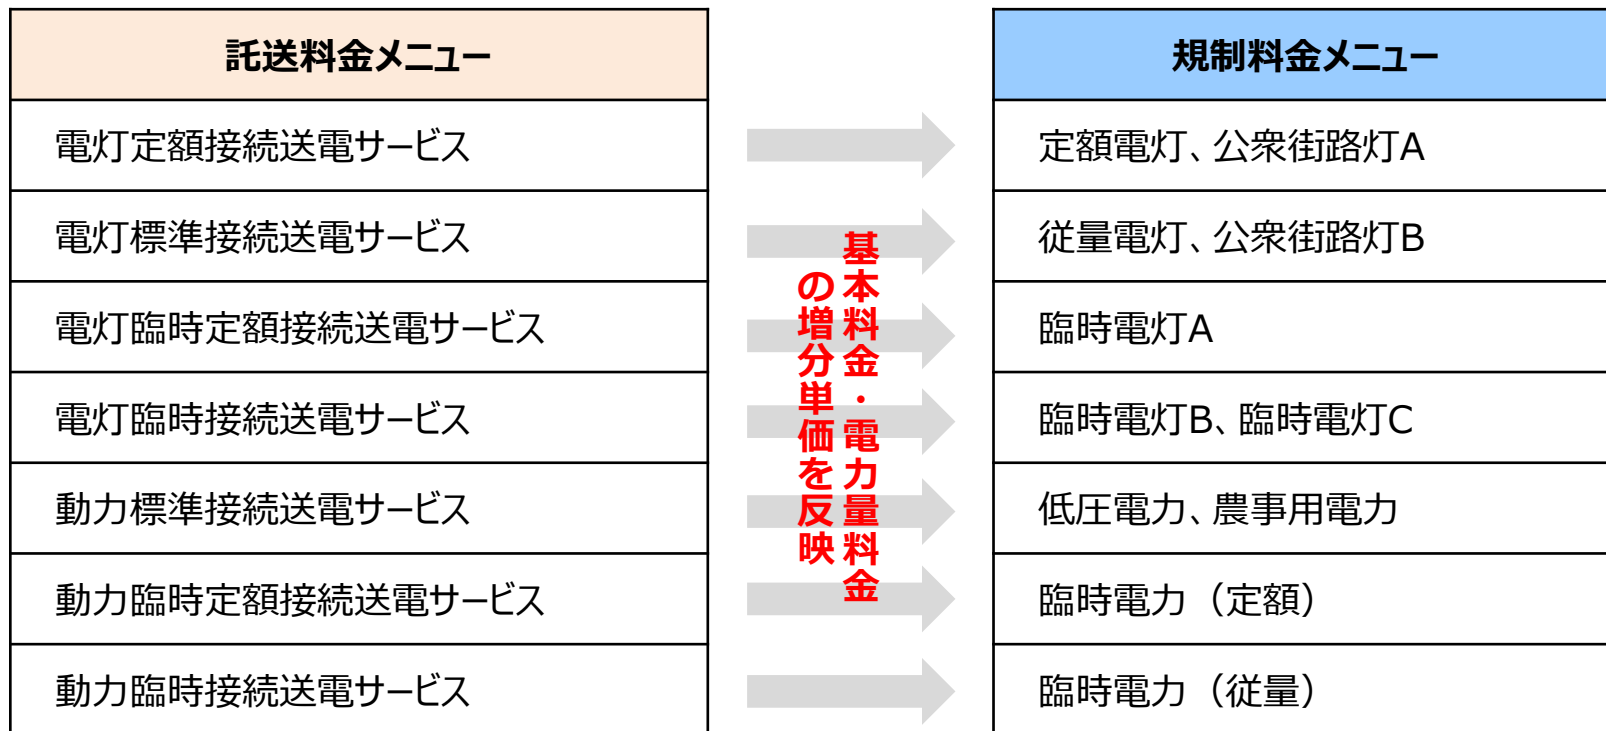 託送料金メニュー
規制料金メニュー
電灯定額接続送電サービス
定額電灯、公衆街路灯A
電灯標準接続送電サービス
従量電灯、公衆街路灯B
電灯臨時定額接続送電サービス
臨時電灯A
電灯臨時接続送電サービス
臨時電灯B、臨時電灯C
動力標準接続送電サービス
低圧電力、農事用電力
動力臨時定額接続送電サービス
臨時電力（定額）
動力臨時接続送電サービス
臨時電力（従量）
基本料金・電力量料金
の増分単価を反映